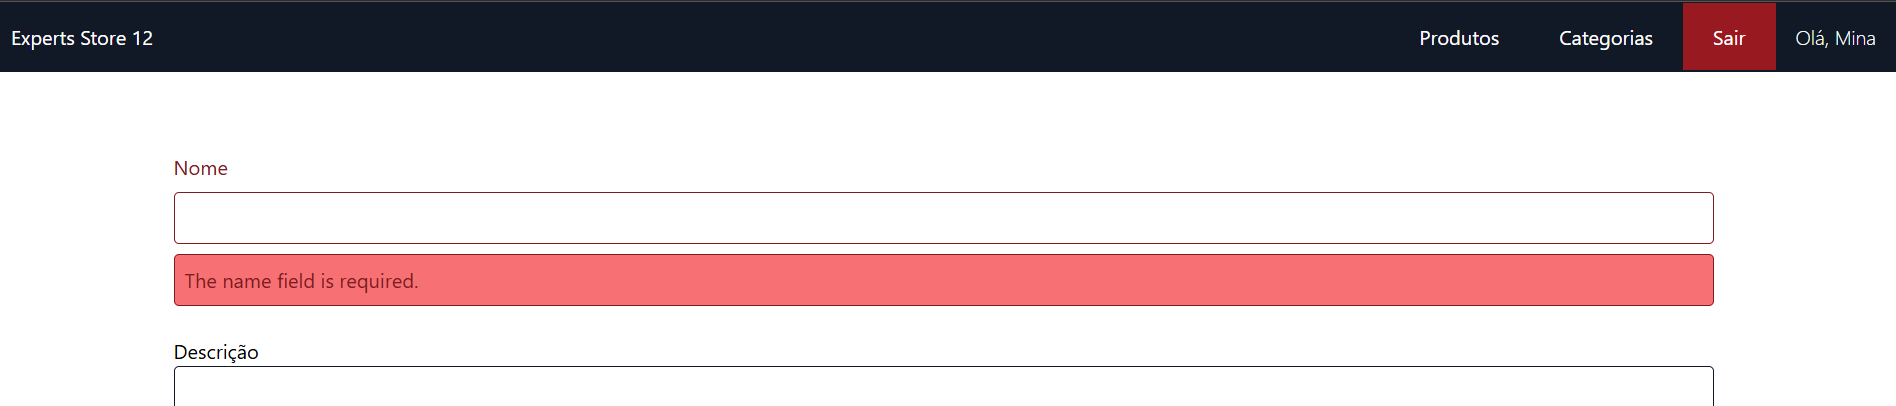 Experts Store 12 Produtos Categorias Sair Olá, Mina
Nome
The name field is required.
Descrição